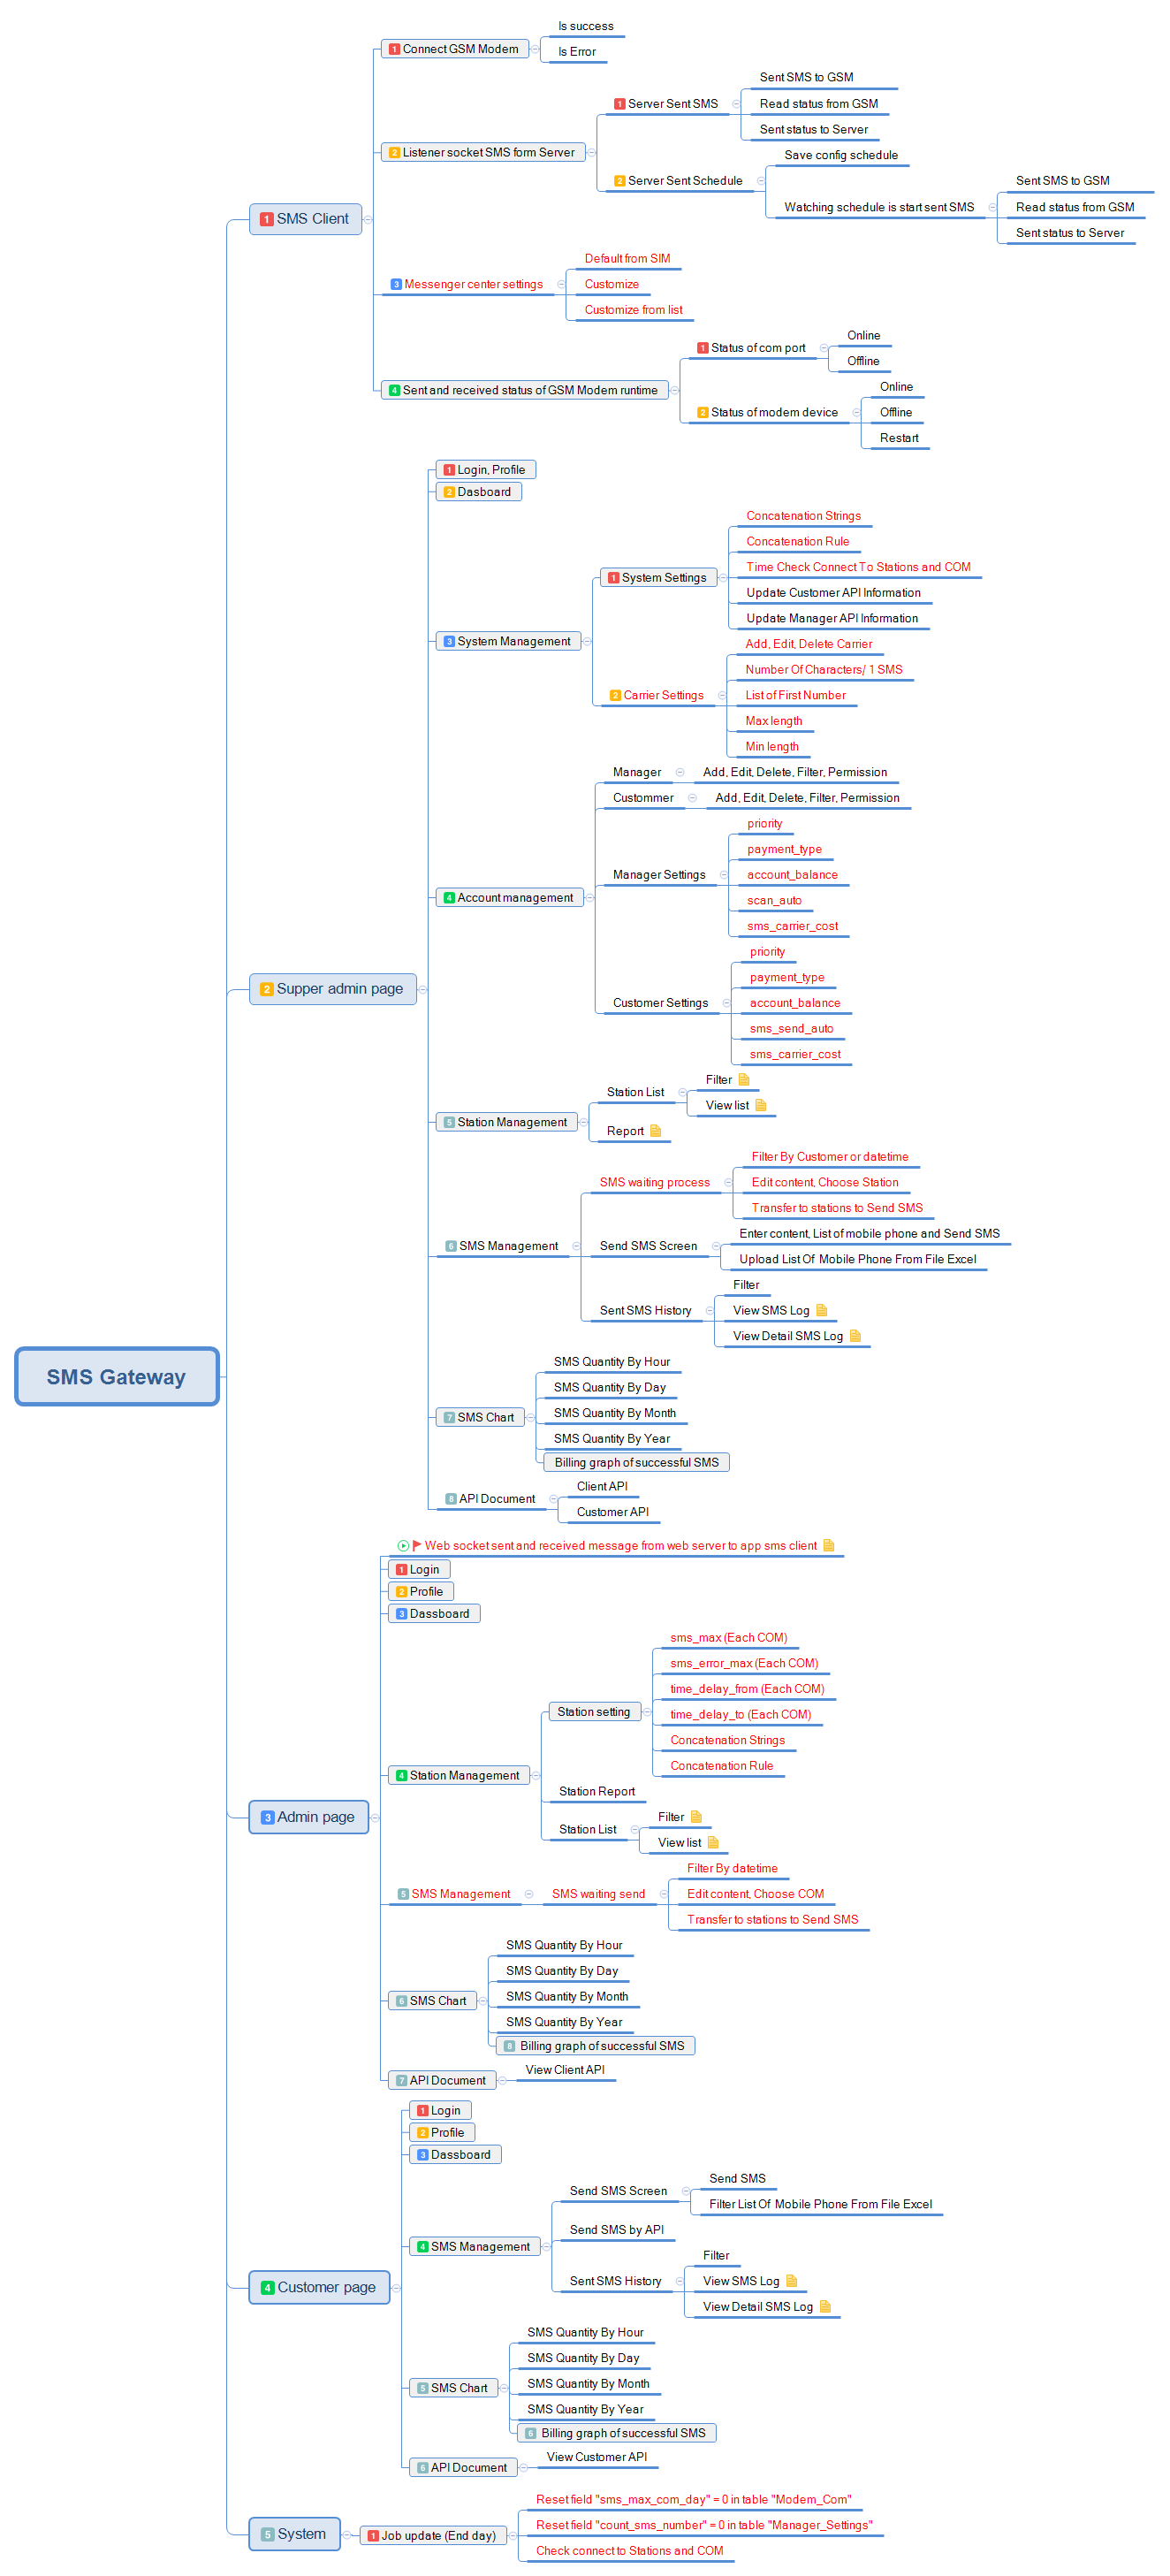 SMS Gateway
1 SMS Client
1 Connect GSM Modem
Is success
Is Error
2 Listener socket SMS form Server
1 Server Sent SMS
Sent SMS to GSM
Read status from GSM
Sent status to Server
2 Server Sent Schedule
Save config schedule
Watching schedule is start sent SMS
Sent SMS to GSM
Read status from GSM
Sent status to Server
3 Messenger center settings
Default from SIM
Customize
Customize from list
4 Sent and received status of GSM Modem runtime
1 Status of com port
Online
Offline
2 Status of modem device
Online
Offline
Restart
2 Supper admin page
1 Login, Profile
2 Dasboard
3 System Management
1 System Settings
Concatenation Strings
Concatenation Rule
Time Check Connect To Stations and COM
Update Customer API Information
Update Manager API Information
2 Carrier Settings
Add, Edit, Delete Carrier
Number Of Characters/ 1 SMS
List of First Number
Max length
Min length
4 Account management
Manager
Add, Edit, Delete, Filter, Permission
Custommer
Add, Edit, Delete, Filter, Permission
Manager Settings
priority
payment_type
account_balance
scan_auto
sms_carrier_cost
Customer Settings
priority
payment_type
account_balance
sms_send_auto
sms_carrier_cost
5 Station Management
Station List
Filter
View list
Report
6 SMS Management
SMS waiting process
Filter By Customer or datetime
Edit content, Choose Station
Transfer to stations to Send SMS
Send SMS Screen
Enter content, List of mobile phone and Send SMS
Upload List Of Mobile Phone From File Excel
Sent SMS History
Filter
View SMS Log
View Detail SMS Log
7 SMS Chart
SMS Quantity By Hour
SMS Quantity By Day
SMS Quantity By Month
SMS Quantity By Year
Billing graph of successful SMS
8 API Document
Client API
Customer API
3 Admin page
Web socket sent and received message from web server to app sms client
1 Login
2 Profile
3 Dassboard
4 Station Management
Station setting
sms_max (Each COM)
sms_error_max (Each COM)
time_delay_from (Each COM)
time_delay_to (Each COM)
Concatenation Strings
Concatenation Rule
Station Report
Station List
Filter
View list
5 SMS Management
SMS waiting send
Filter By datetime
Edit content, Choose COM
Transfer to stations to Send SMS
6 SMS Chart
SMS Quantity By Hour
SMS Quantity By Day
SMS Quantity By Month
SMS Quantity By Year
8 Billing graph of successful SMS
7 API Document
View Client API
4 Customer page
1 Login
2 Profile
3 Dassboard
4 SMS Management
Send SMS Screen
Send SMS
Filter List Of Mobile Phone From File Excel
Send SMS by API
Sent SMS History
Filter
View SMS Log
View Detail SMS Log
5 SMS Chart
SMS Quantity By Hour
SMS Quantity By Day
SMS Quantity By Month
SMS Quantity By Year
6 Billing graph of successful SMS
6 API Document
View Customer API
5 System
1 Job update (End day)
Reset field "sms_max_com_day" = 0 in table "Modem_Com"
Reset field "count_sms_number" = 0 in table "Manager_Settings"
Check connect to Stations and COM